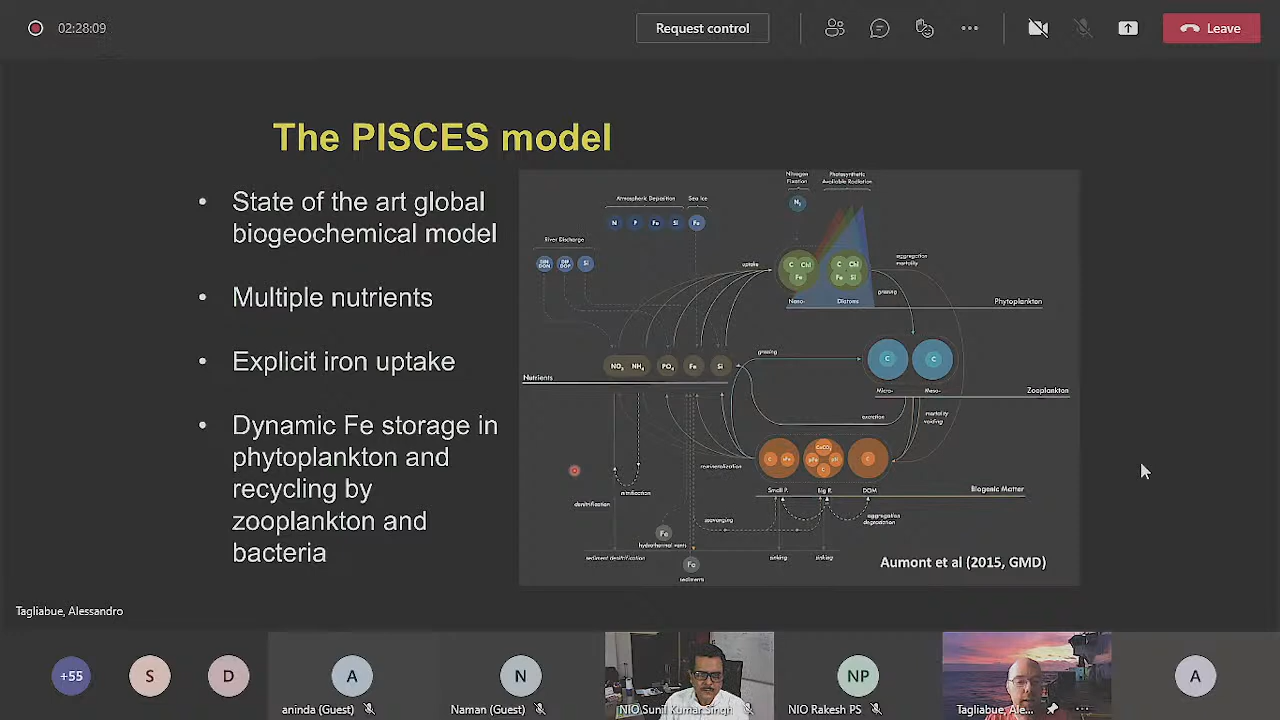 02:28:09
Request control
Leave
The PISCES model
• State of the art global
biogeochemical model
• Multiple nutrients
• Explicit iron uptake
• Dynamic Fe storage in
phytoplankton and
recycling by
zooplankton and
bacteria
Nitrogen
Fixation
Photosynthetic
Available Radiation
Atmospheric Deposition
Sea Ice
N₂
N P Fe Si Fe
River Discharge
DIN
DON
DIP
DOP
Si
uptake
C Chl
Fe
C Chl
Fe Si
aggregation
mortality
grazing
Nano-
Diatoms
Phytoplankton
NO₃ NH₄ PO₄ Fe Si
Nutrients
grazing
C
C
Micro-
Meso-
Zooplankton
excretion
mortality
voiding
remineralization
C
CaCO₃
C
C
Small P.
Big P.
DOM
Biogenic Matter
nitrification
denitrification
scavenging
aggregation
degradation
Fe
hydrothermal vents
sediment denitrification
sinking
sinking
Fe
sediments
Aumont et al (2015, GMD)
Tagliabue, Alessandro
+55
S
D
A
N
NP
A
aninda (Guest)
Naman (Guest)
NIO Sunil Kumar Singh
NIO Rakesh PS
Tagliabue, Ale...